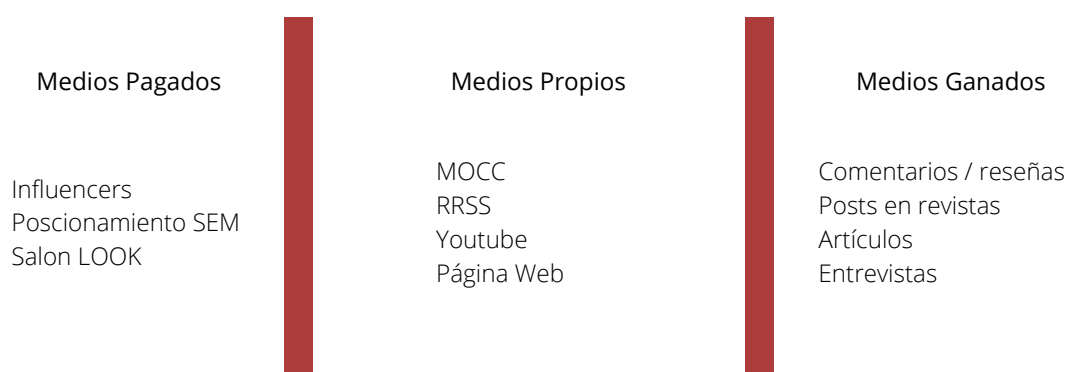 Medios Pagados
Influencers
Poscionamiento SEM
Salon LOOK
Medios Propios
MOCC
RRSS
Youtube
Página Web
Medios Ganados
Comentarios / reseñas
Posts en revistas
Artículos
Entrevistas